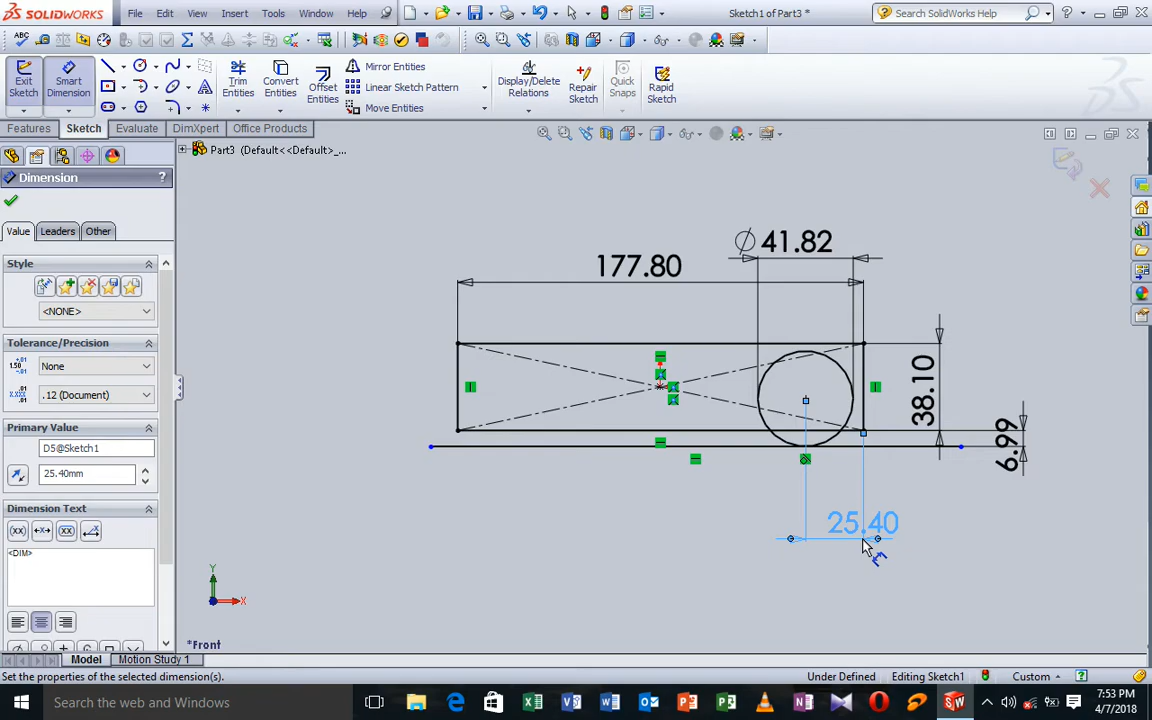 SOLIDWORKS File Edit View Insert Tools Window Help Sketch1 of Part3 * Search SolidWorks Help
Exit Sketch
Smart Dimension
Trim Entities
Convert Entities
Offset Entities
Mirror Entities
Linear Sketch Pattern
Move Entities
Display/Delete Relations
Repair Sketch
Quick Snaps
Rapid Sketch
Features Sketch Evaluate DimXpert Office Products
Part3 (Default<<Default>_...
Dimension ?
Value Leaders Other
Style
<NONE>
Tolerance/Precision
None
.12 (Document)
Primary Value
D5@Sketch1
25.40mm
Dimension Text
<DIM>
Ø 41.82
177.80
38.10
6.99
25.40
Y
X
*Front
Model Motion Study 1
Set the properties of the selected dimension(s). Under Defined Editing Sketch1 Custom
Search the web and Windows
7:53 PM
4/7/2018